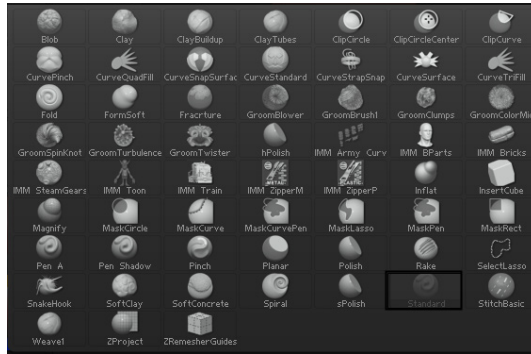 Blob Clay ClayBuildup ClayTubes ClipCircle ClipCircleCenter ClipCurve
CurvePinch CurveQuadFill CurveSnapSurfac CurveStandard CurveStrapSnap CurveSurface CurveTriFill
Fold FormSoft Fracrture GroomBlower GroomBrush1 GroomClumps GroomColorMi
GroomSpinKnot GroomTurbulence GroomTwister hPolish IMM Army Curv IMM BParts IMM Bricks
IMM SteamGears IMM Toon IMM Train IMM ZipperM IMM ZipperP Inflat InsertCube
Magnify MaskCircle MaskCurve MaskCurvePen MaskLasso MaskPen MaskRect
Pen A Pen Shadow Pinch Planar Polish Rake SelectLasso
SnakeHook SoftClay SoftConcrete Spiral sPolish Standard StitchBasic
Weave1 ZProject ZRemesherGuides